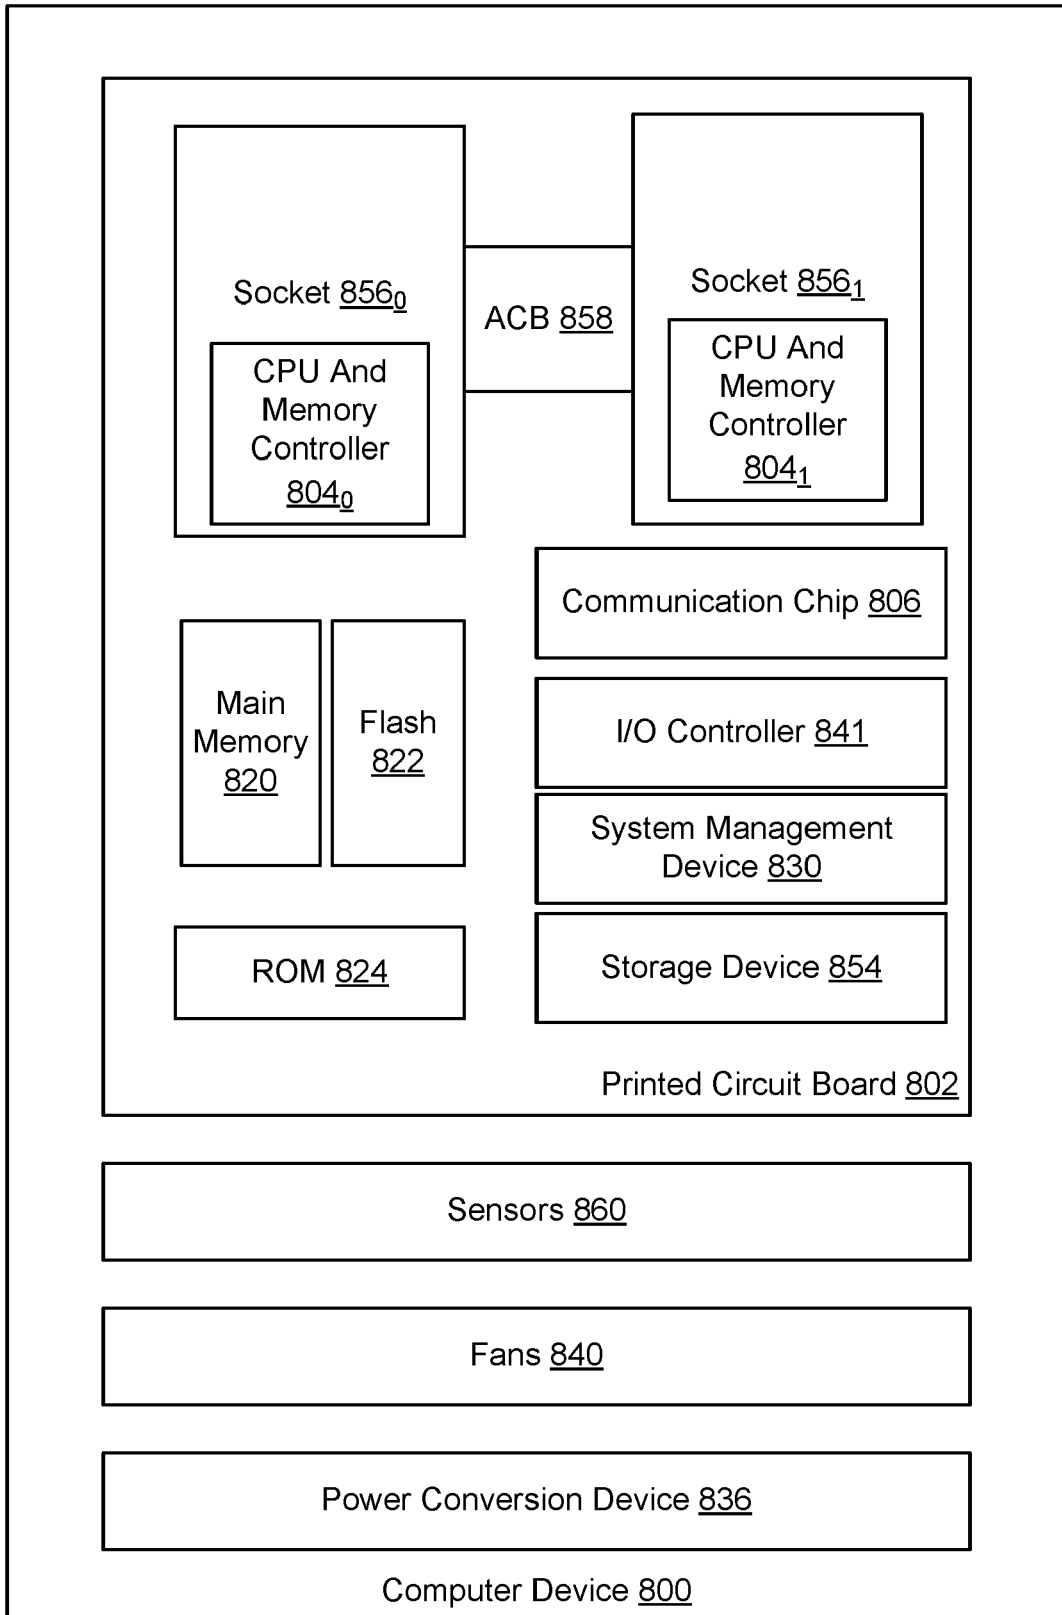 Socket 856₀
CPU And
Memory
Controller
804₀
ACB 858
Socket 856₁
CPU And
Memory
Controller
804₁
Communication Chip 806
Main
Memory
820
Flash
822
I/O Controller 841
System Management
Device 830
ROM 824
Storage Device 854
Printed Circuit Board 802
Sensors 860
Fans 840
Power Conversion Device 836
Computer Device 800